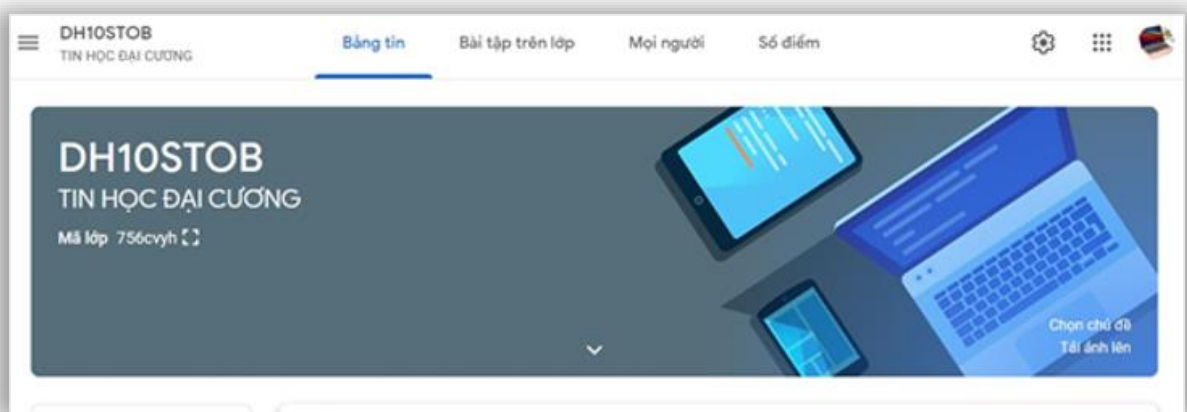 DH10STOB
TIN HỌC ĐẠI CƯƠNG
Bảng tin Bài tập trên lớp Mọi người Số điểm
DH10STOB
TIN HỌC ĐẠI CƯƠNG
Mã lớp 756cvyh
Chọn chủ đề
Tải ảnh lên